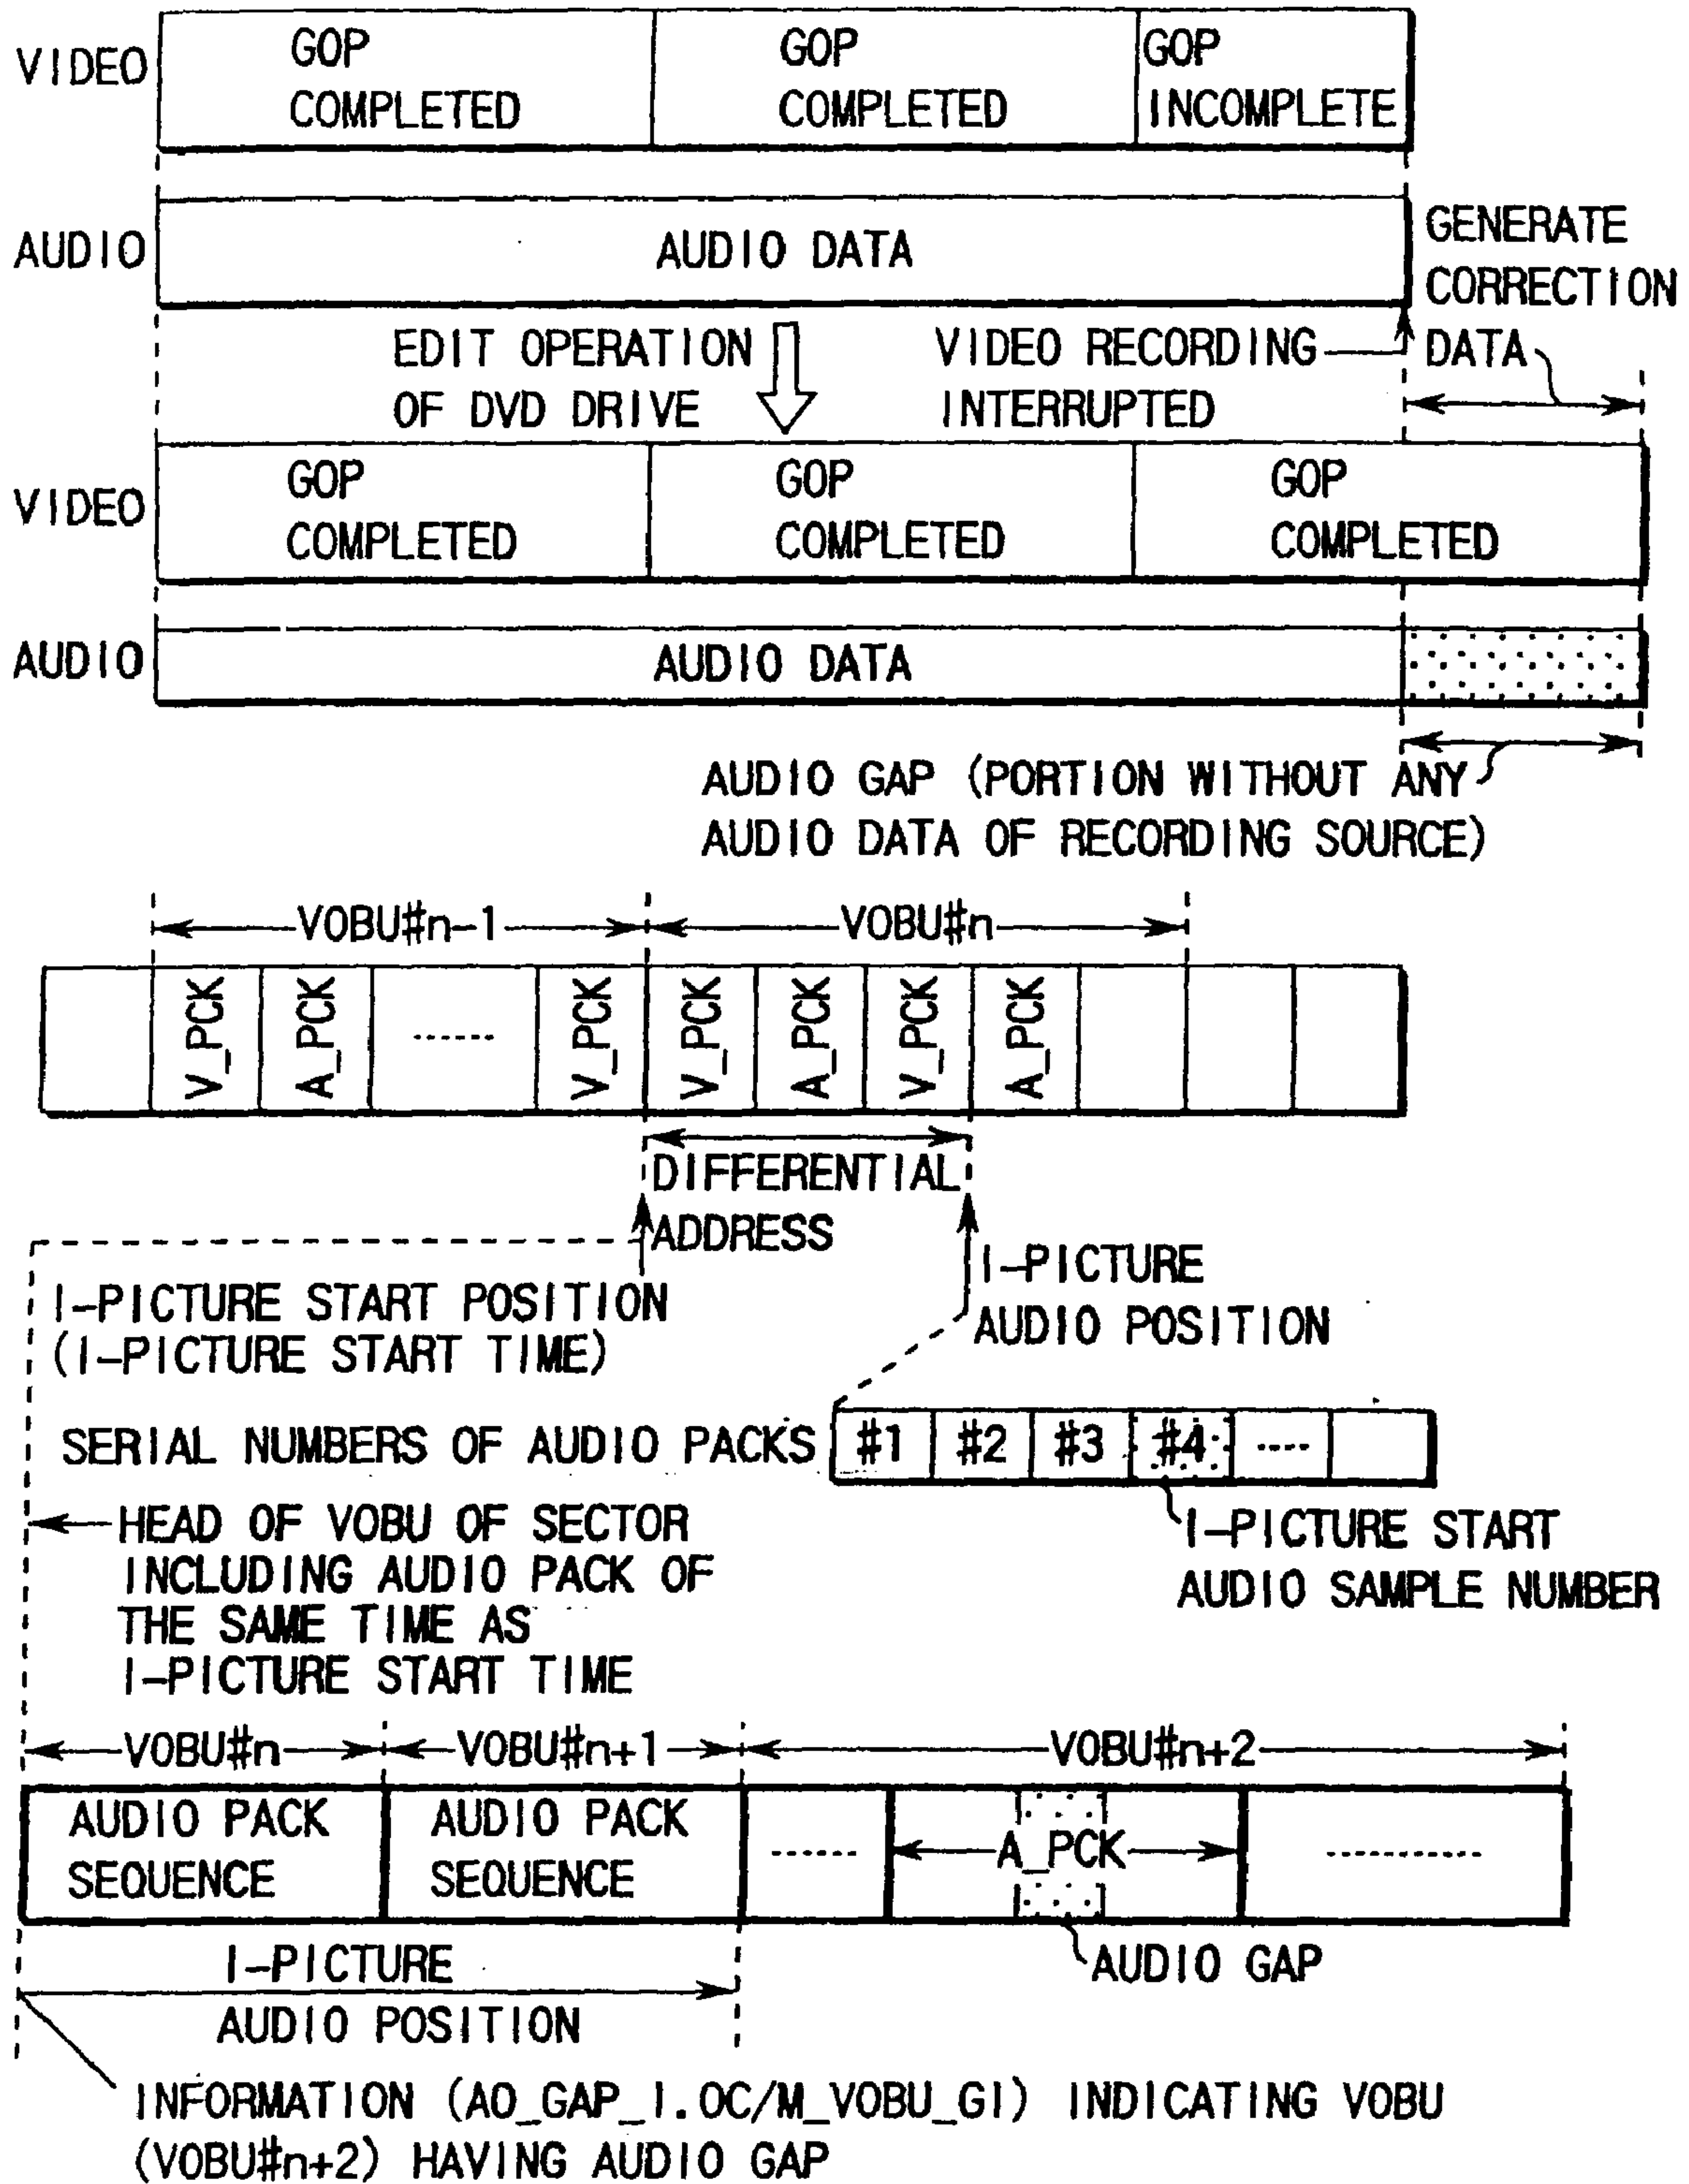 VIDEO
GOP COMPLETED
GOP COMPLETED
GOP INCOMPLETE
AUDIO
AUDIO DATA
GENERATE
CORRECTION
DATA
EDIT OPERATION
OF DVD DRIVE
VIDEO RECORDING
INTERRUPTED
VIDEO
GOP COMPLETED
GOP COMPLETED
GOP COMPLETED
AUDIO
AUDIO DATA
AUDIO GAP (PORTION WITHOUT ANY
AUDIO DATA OF RECORDING SOURCE)
VOBU#n-1
VOBU#n
V_PCK
A_PCK
V_PCK
V_PCK
A_PCK
V_PCK
A_PCK
DIFFERENTIAL
ADDRESS
I-PICTURE START POSITION
(I-PICTURE START TIME)
I-PICTURE
AUDIO POSITION
SERIAL NUMBERS OF AUDIO PACKS
#1 #2 #3 #4
I-PICTURE START
AUDIO SAMPLE NUMBER
HEAD OF VOBU OF SECTOR
INCLUDING AUDIO PACK OF
THE SAME TIME AS
I-PICTURE START TIME
VOBU#n
VOBU#n+1
VOBU#n+2
AUDIO PACK
SEQUENCE
AUDIO PACK
SEQUENCE
A_PCK
AUDIO GAP
I-PICTURE
AUDIO POSITION
INFORMATION (A0_GAP_I.OC/M_VOBU_GI) INDICATING VOBU
(VOBU#n+2) HAVING AUDIO GAP